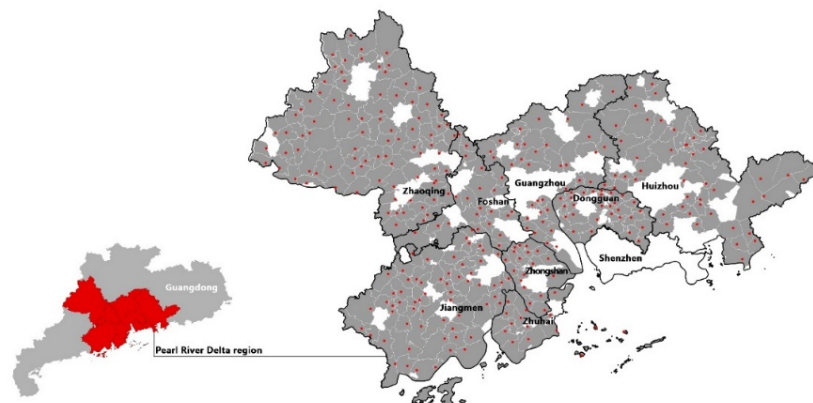 Zhaoqing
Guangzhou
Huizhou
Foshan
Dongguan
Shenzhen
Zhongshan
Guangdong
Jiangmen
Zhuhai
Pearl River Delta region